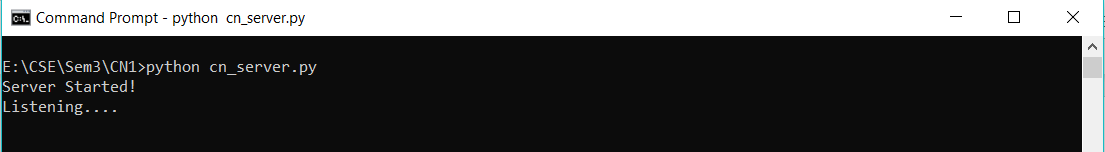 Command Prompt - python  cn_server.py
E:\CSE\Sem3\CN1>python cn_server.py
Server Started!
Listening....